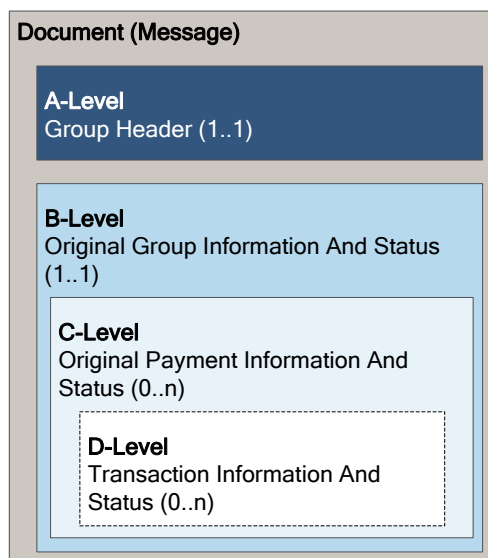 Document (Message)
A-Level
Group Header (1..1)
B-Level
Original Group Information And Status
(1..1)
C-Level
Original Payment Information And
Status (0..n)
D-Level
Transaction Information And
Status (0..n)